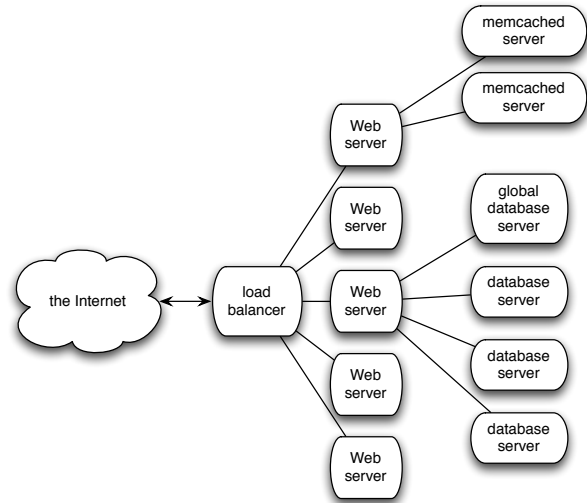 memcached
server
memcached
server
Web
server
global
database
server
Web
server
the Internet
load
balancer
Web
server
database
server
database
server
Web
server
database
server
Web
server